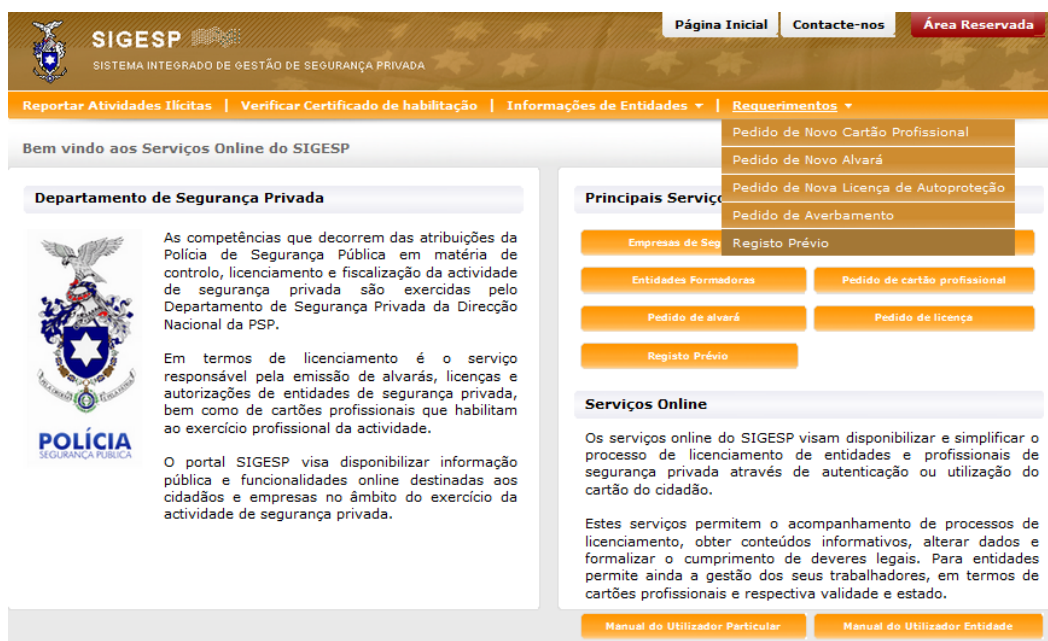 Página Inicial
Contacte-nos
Área Reservada
SIGESP
SISTEMA INTEGRADO DE GESTÃO DE SEGURANÇA PRIVADA
Reportar Atividades Ilícitas | Verificar Certificado de habilitação | Informações de Entidades | Requerimentos
Pedido de Novo Cartão Profissional
Pedido de Novo Alvará
Pedido de Nova Licença de Autoproteção
Pedido de Averbamento
Registo Prévio
Bem vindo aos Serviços Online do SIGESP
Departamento de Segurança Privada
As competências que decorrem das atribuições da
Polícia de Segurança Pública em matéria de
controlo, licenciamento e fiscalização da actividade
de segurança privada são exercidas pelo
Departamento de Segurança Privada da Direcção
Nacional da PSP.
Em termos de licenciamento é o serviço
responsável pela emissão de alvarás, licenças e
autorizações de entidades de segurança privada,
bem como de cartões profissionais que habilitam
ao exercício profissional da actividade.
O portal SIGESP visa disponibilizar informação
pública e funcionalidades online destinadas aos
cidadãos e empresas no âmbito do exercício da
actividade de segurança privada.
POLÍCIA
SEGURANÇA PÚBLICA
Principais Serviço
Empresas de Seg
Entidades Formadoras
Pedido de cartão profissional
Pedido de alvará
Pedido de licença
Registo Prévio
Serviços Online
Os serviços online do SIGESP visam disponibilizar e simplificar o
processo de licenciamento de entidades e profissionais de
segurança privada através de autenticação ou utilização do
cartão do cidadão.
Estes serviços permitem o acompanhamento de processos de
licenciamento, obter conteúdos informativos, alterar dados e
formalizar o cumprimento de deveres legais. Para entidades
permite ainda a gestão dos seus trabalhadores, em termos de
cartões profissionais e respectiva validade e estado.
Manual do Utilizador Particular
Manual do Utilizador Entidade